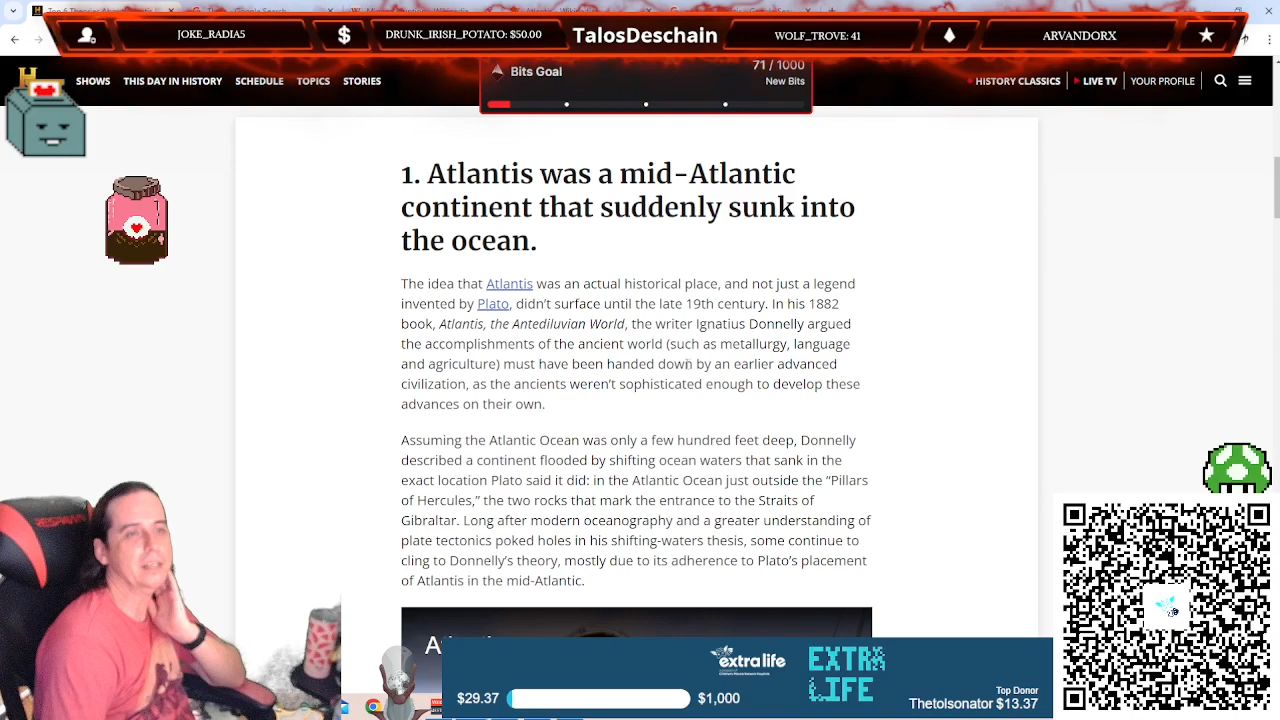 JOKE_RADIA5
$
DRUNK_IRISH_POTATO: $50.00
TalosDeschain
WOLF_TROVE: 41
ARVANDORX
H
SHOWS
THIS DAY IN HISTORY
SCHEDULE
TOPICS
STORIES
Bits Goal
71 / 1000
New Bits
HISTORY CLASSICS
LIVE TV
YOUR PROFILE
1. Atlantis was a mid-Atlantic
continent that suddenly sunk into
the ocean.
The idea that Atlantis was an actual historical place, and not just a legend
invented by Plato, didn’t surface until the late 19th century. In his 1882
book, Atlantis, the Antediluvian World, the writer Ignatius Donnelly argued
the accomplishments of the ancient world (such as metallurgy, language
and agriculture) must have been handed down by an earlier advanced
civilization, as the ancients weren’t sophisticated enough to develop these
advances on their own.
Assuming the Atlantic Ocean was only a few hundred feet deep, Donnelly
described a continent flooded by shifting ocean waters that sank in the
exact location Plato said it did: in the Atlantic Ocean just outside the “Pillars
of Hercules,” the two rocks that mark the entrance to the Straits of
Gibraltar. Long after modern oceanography and a greater understanding of
plate tectonics poked holes in his shifting-waters thesis, some continue to
cling to Donnelly’s theory, mostly due to its adherence to Plato’s placement
of Atlantis in the mid-Atlantic.
extralife
EXTRA
LIFE
$29.37
$1,000
Top Donor
Thetolsonator $13.37